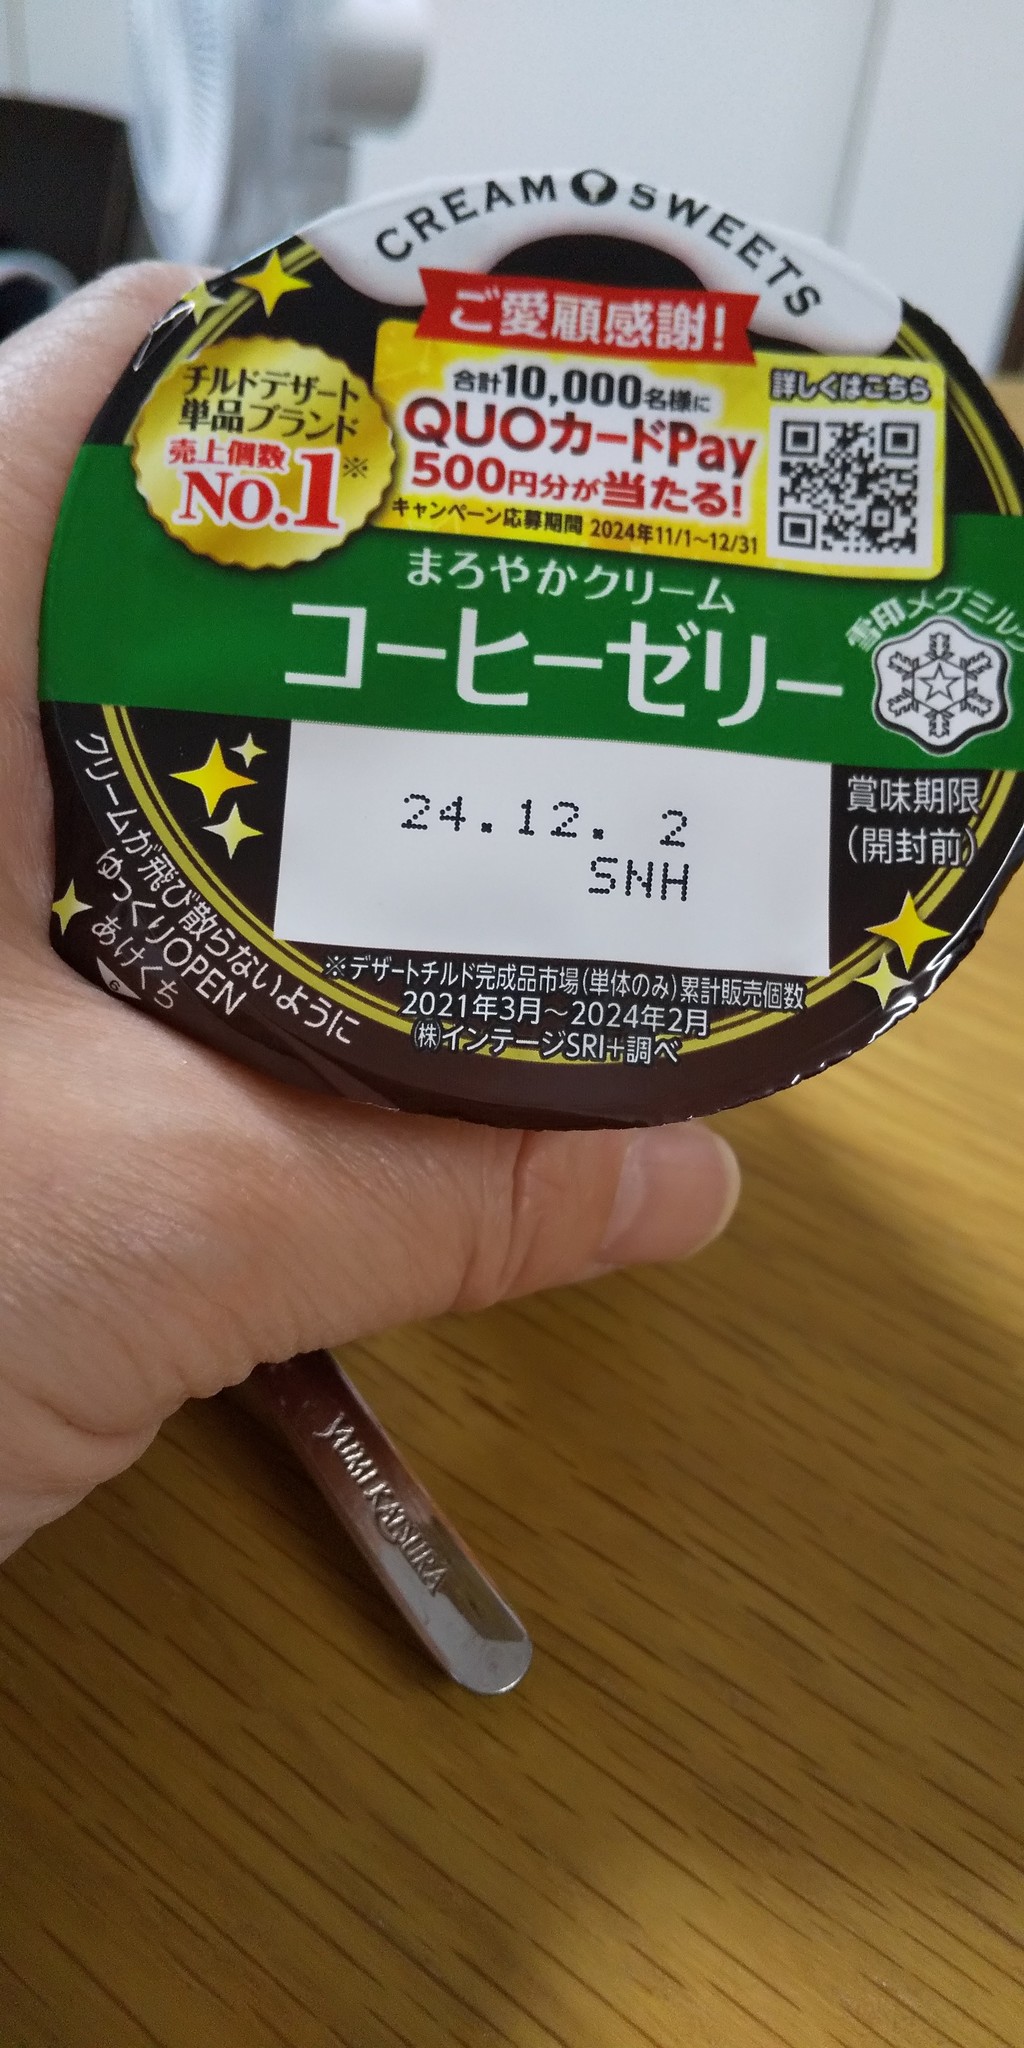 CREAM SWEETS
ご愛顧感謝!
チルドデザート
単品ブランド
売上個数
No.1※
合計10,000名様に
QUOカードPay
500円分が当たる!
キャンペーン応募期間 2024年11/1~12/31
詳しくはこちら
まろやかクリーム
コーヒーゼリー
雪印メグミルク
24.12. 2
SNH
賞味期限
(開封前)
クリームが飛び散らないように
ゆっくりOPEN
あけくち
※デザートチルド完成品市場(単体のみ)累計販売個数
2021年3月~2024年2月
㈱インテージSRI+調べ
YUMI KATSURA